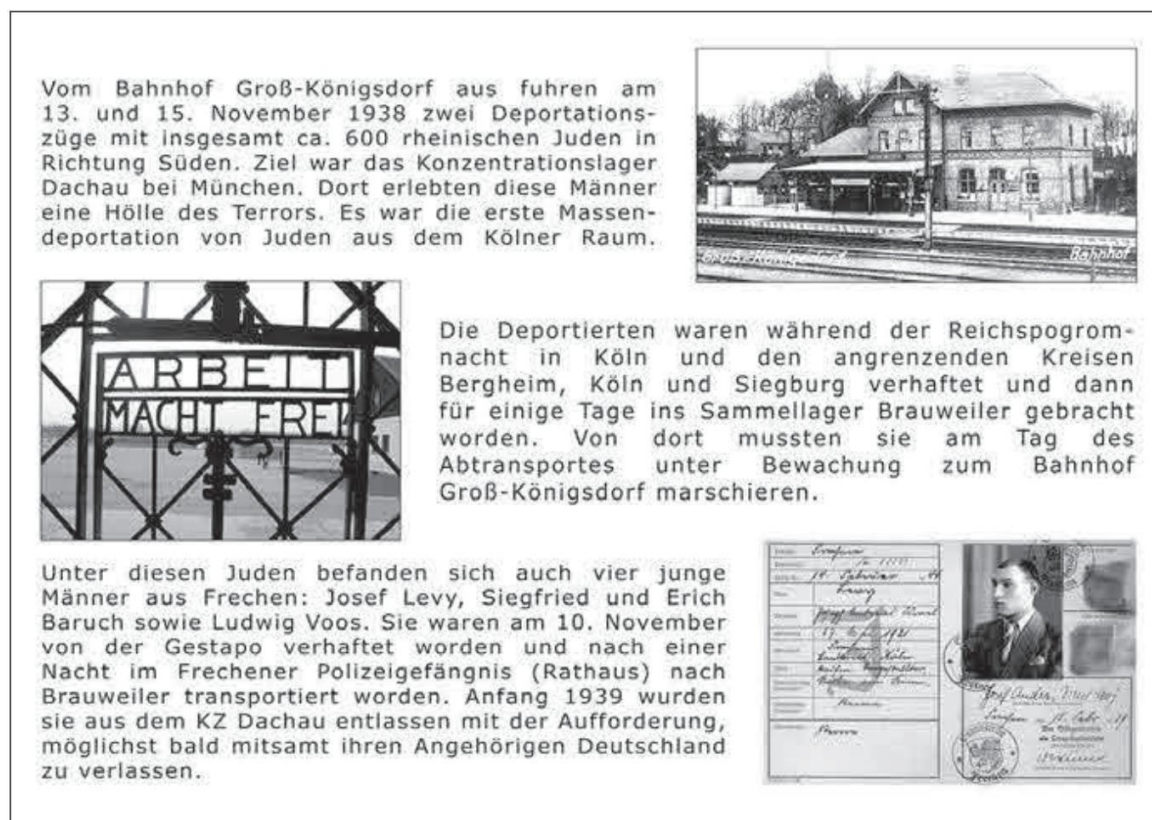 Vom Bahnhof Groß-Königsdorf aus fuhren am
13. und 15. November 1938 zwei Deportations-
züge mit insgesamt ca. 600 rheinischen Juden in
Richtung Süden. Ziel war das Konzentrationslager
Dachau bei München. Dort erlebten diese Männer
eine Hölle des Terrors. Es war die erste Massen-
deportation von Juden aus dem Kölner Raum.
Groß-Königsdorf Bahnhof
ARBEIT
MACHT FREI
Die Deportierten waren während der Reichspogrom-
nacht in Köln und den angrenzenden Kreisen
Bergheim, Köln und Siegburg verhaftet und dann
für einige Tage ins Sammellager Brauweiler gebracht
worden. Von dort mussten sie am Tag des
Abtransportes unter Bewachung zum Bahnhof
Groß-Königsdorf marschieren.
Unter diesen Juden befanden sich auch vier junge
Männer aus Frechen: Josef Levy, Siegfried und Erich
Baruch sowie Ludwig Voos. Sie waren am 10. November
von der Gestapo verhaftet worden und nach einer
Nacht im Frechener Polizeigefängnis (Rathaus) nach
Brauweiler transportiert worden. Anfang 1939 wurden
sie aus dem KZ Dachau entlassen mit der Aufforderung,
möglichst bald mitsamt ihren Angehörigen Deutschland
zu verlassen.